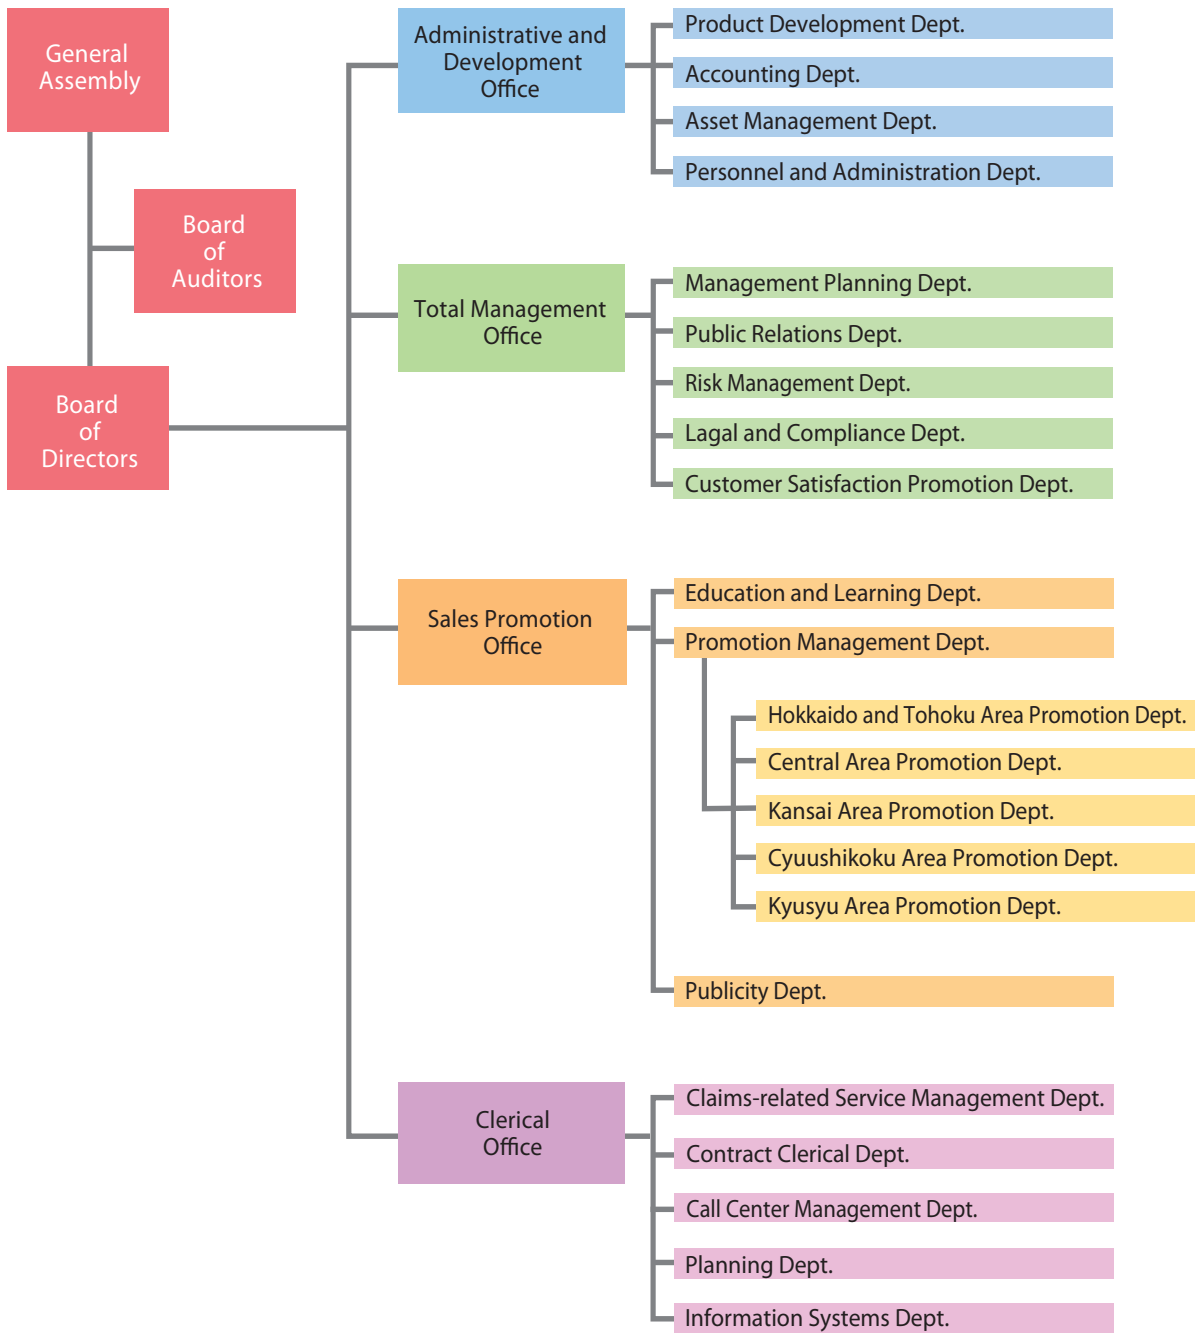 General
Assembly
Board
of
Auditors
Board
of
Directors
Administrative and
Development
Office
Product Development Dept.
Accounting Dept.
Asset Management Dept.
Personnel and Administration Dept.
Total Management
Office
Management Planning Dept.
Public Relations Dept.
Risk Management Dept.
Lagal and Compliance Dept.
Customer Satisfaction Promotion Dept.
Sales Promotion
Office
Education and Learning Dept.
Promotion Management Dept.
Hokkaido and Tohoku Area Promotion Dept.
Central Area Promotion Dept.
Kansai Area Promotion Dept.
Cyuushikoku Area Promotion Dept.
Kyusyu Area Promotion Dept.
Publicity Dept.
Clerical
Office
Claims-related Service Management Dept.
Contract Clerical Dept.
Call Center Management Dept.
Planning Dept.
Information Systems Dept.